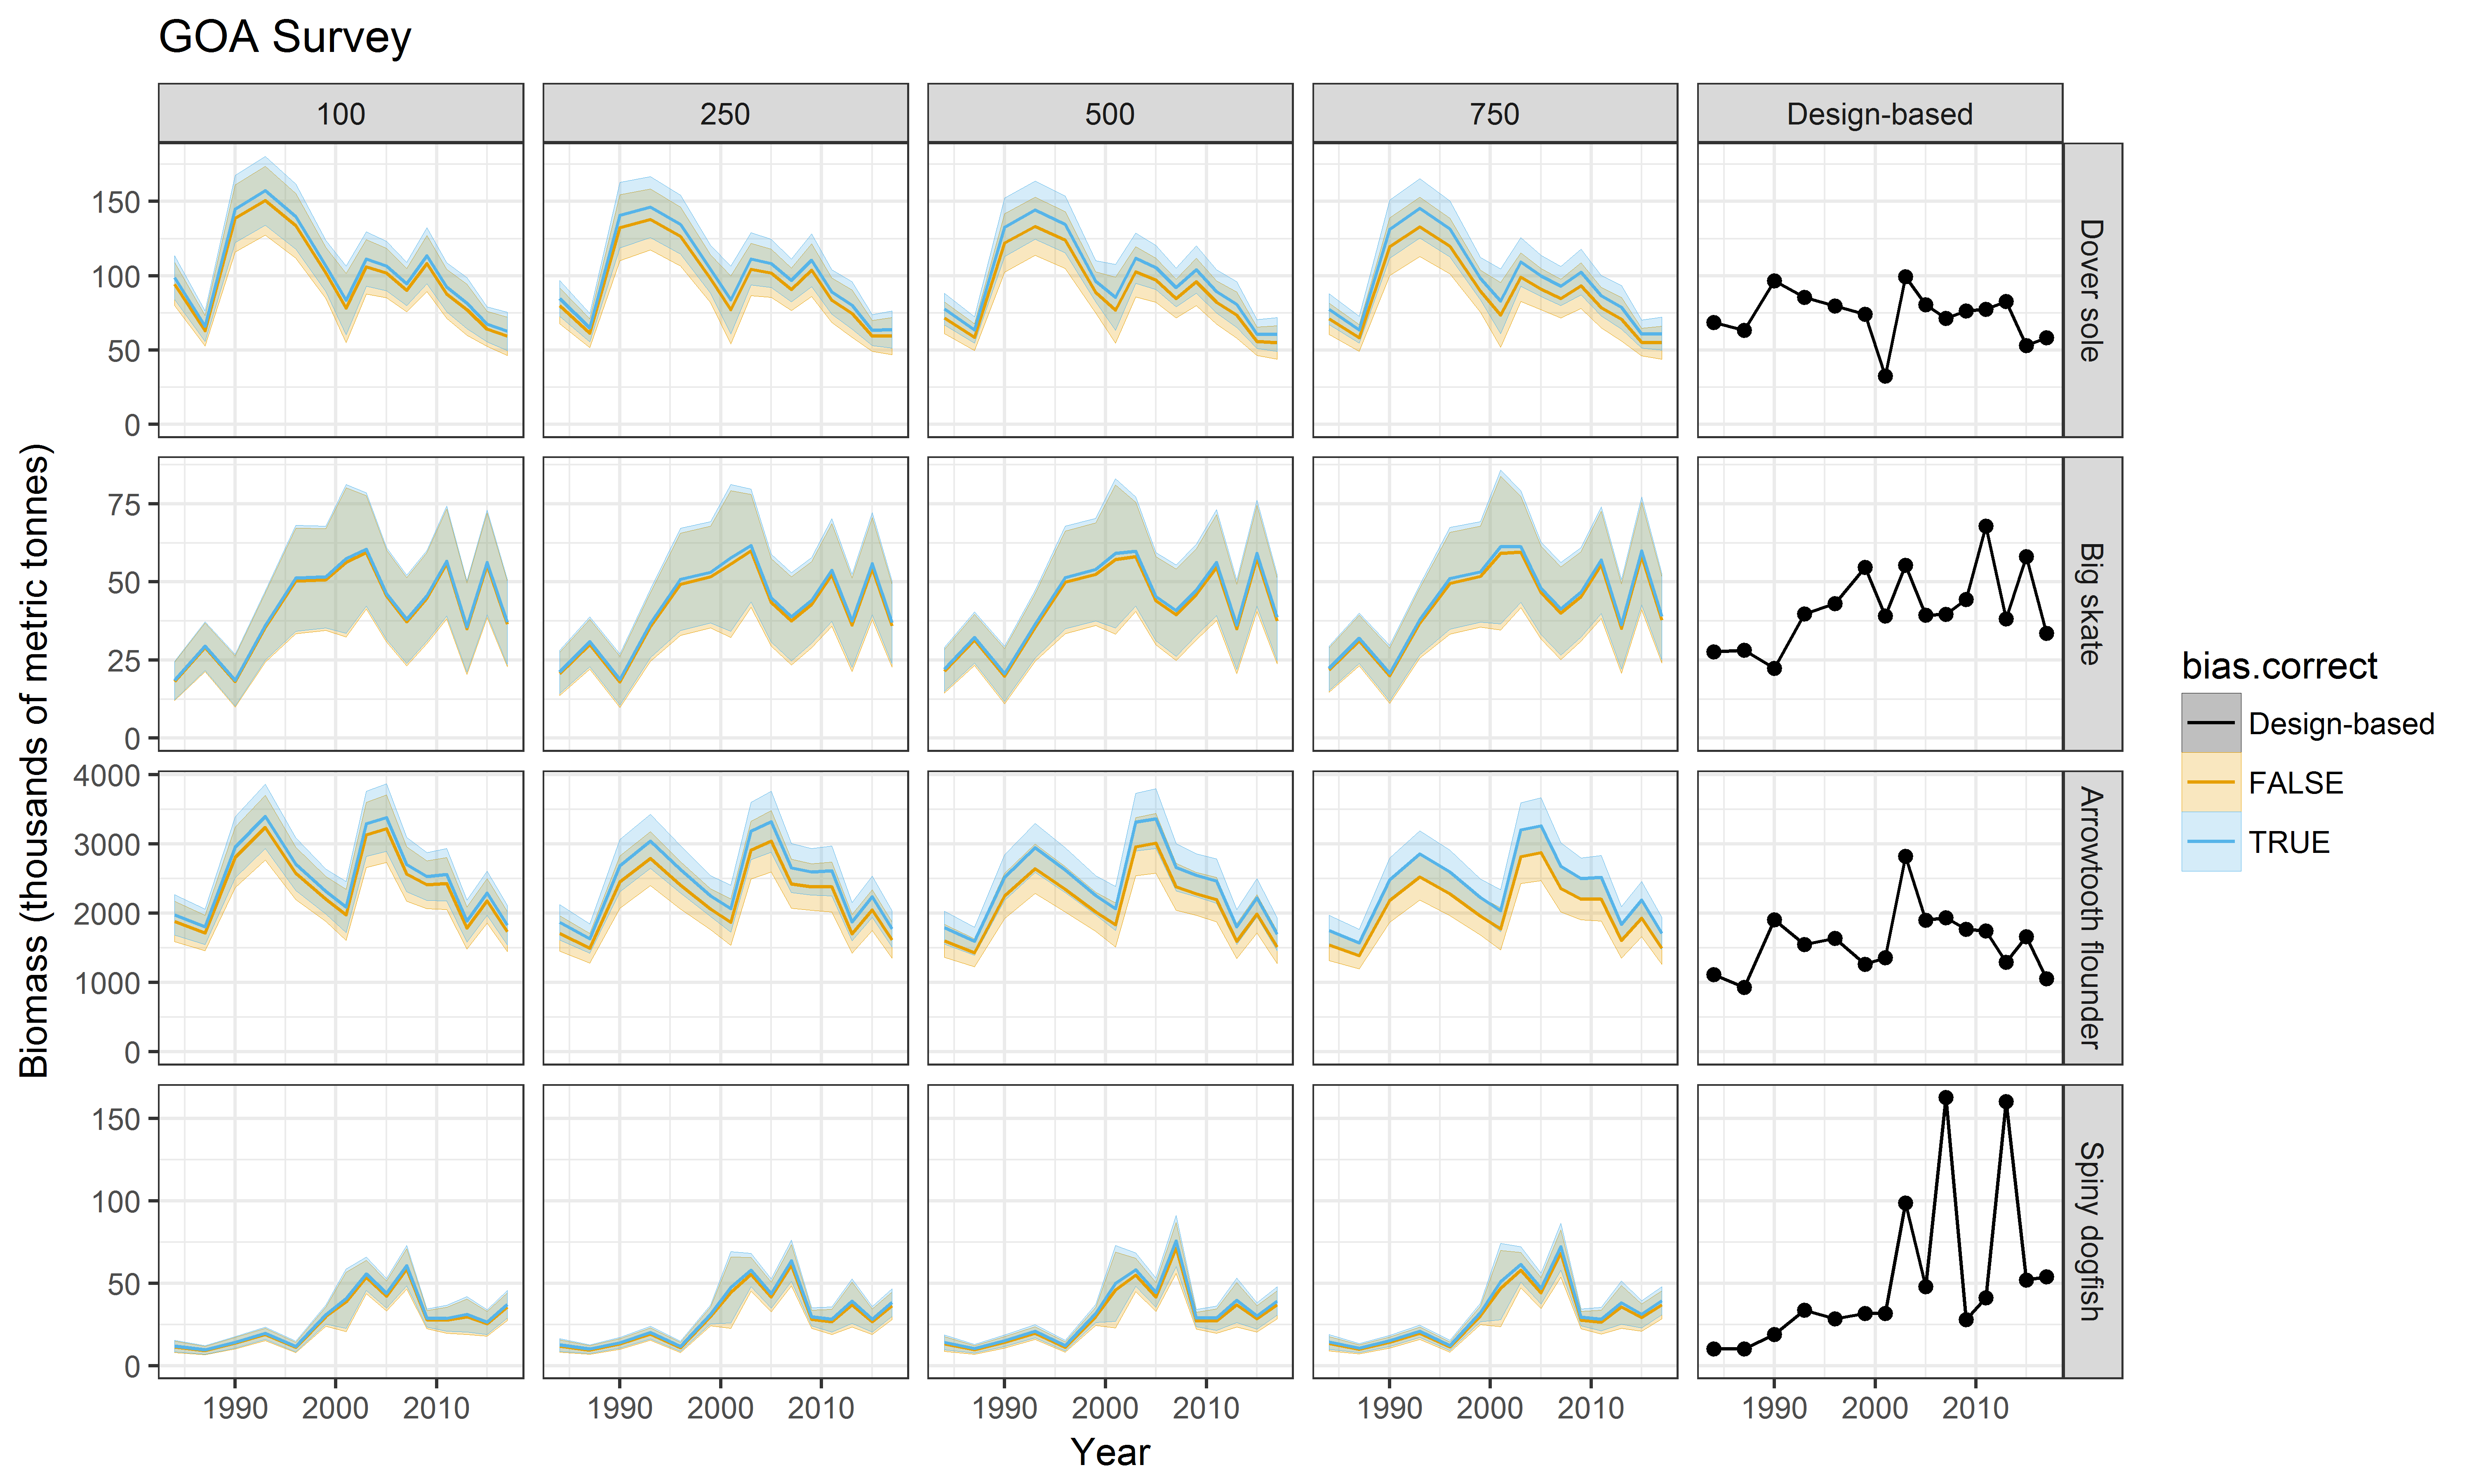 GOA Survey
100
250
500
750
Design-based
150
100
50
0
Dover sole
75
50
25
0
Big skate
4000
3000
2000
1000
0
Arrowtooth flounder
150
100
50
0
Spiny dogfish
1990 2000 2010
1990 2000 2010
1990 2000 2010
1990 2000 2010
1990 2000 2010
Year
Biomass (thousands of metric tonnes)
bias.correct
Design-based
FALSE
TRUE